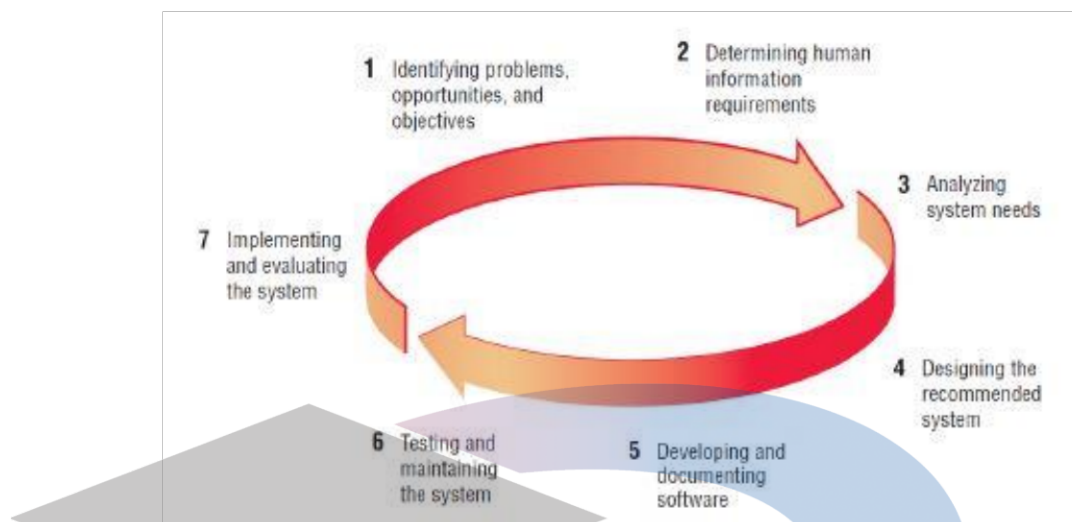 1 Identifying problems,
opportunities, and
objectives
2 Determining human
information
requirements
3 Analyzing
system needs
4 Designing the
recommended
system
5 Developing and
documenting
software
6 Testing and
maintaining
the system
7 Implementing
and evaluating
the system